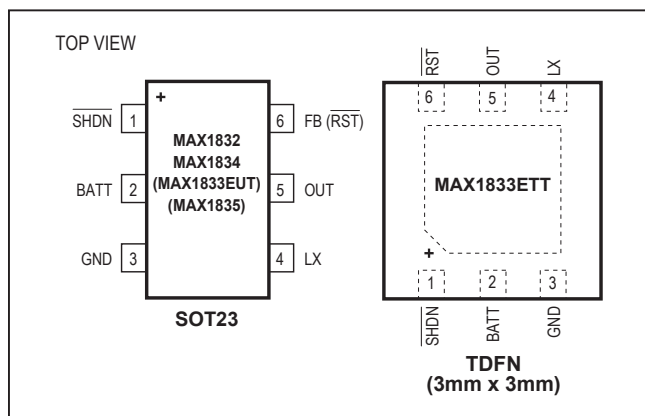 TOP VIEW
+
SHDN 1
BATT 2
GND 3
MAX1832
MAX1834
(MAX1833EUT)
(MAX1835)
6 FB (RST)
5 OUT
4 LX
SOT23
RST OUT LX
6 5 4
MAX1833ETT
+
1 2 3
SHDN BATT GND
TDFN
(3mm x 3mm)